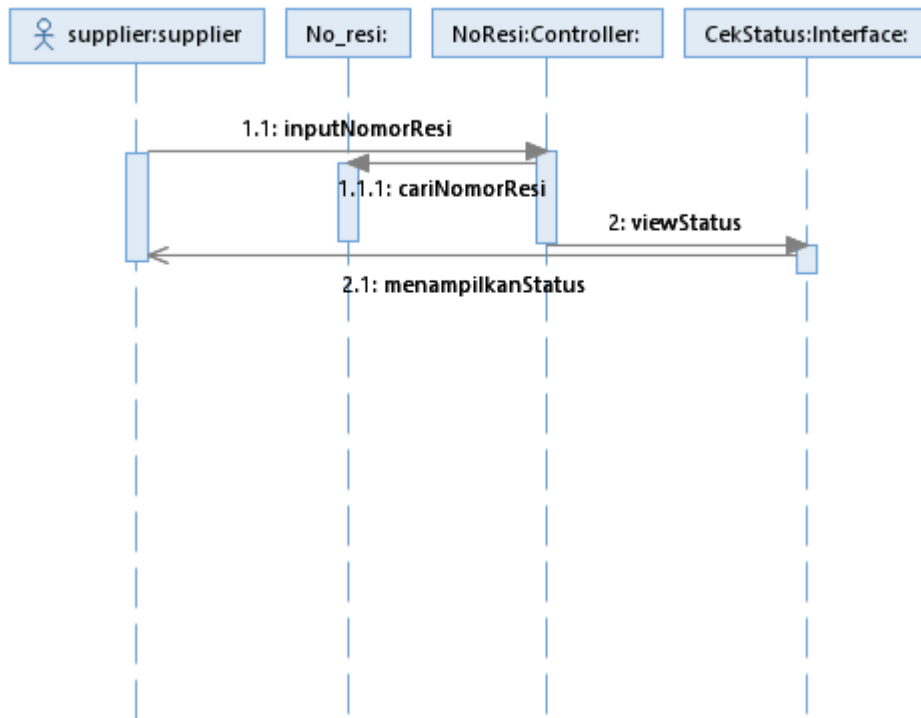 supplier:supplier
No_resi:
NoResi:Controller:
CekStatus:Interface:
1.1: inputNomorResi
1.1.1: cariNomorResi
2: viewStatus
2.1: menampilkanStatus